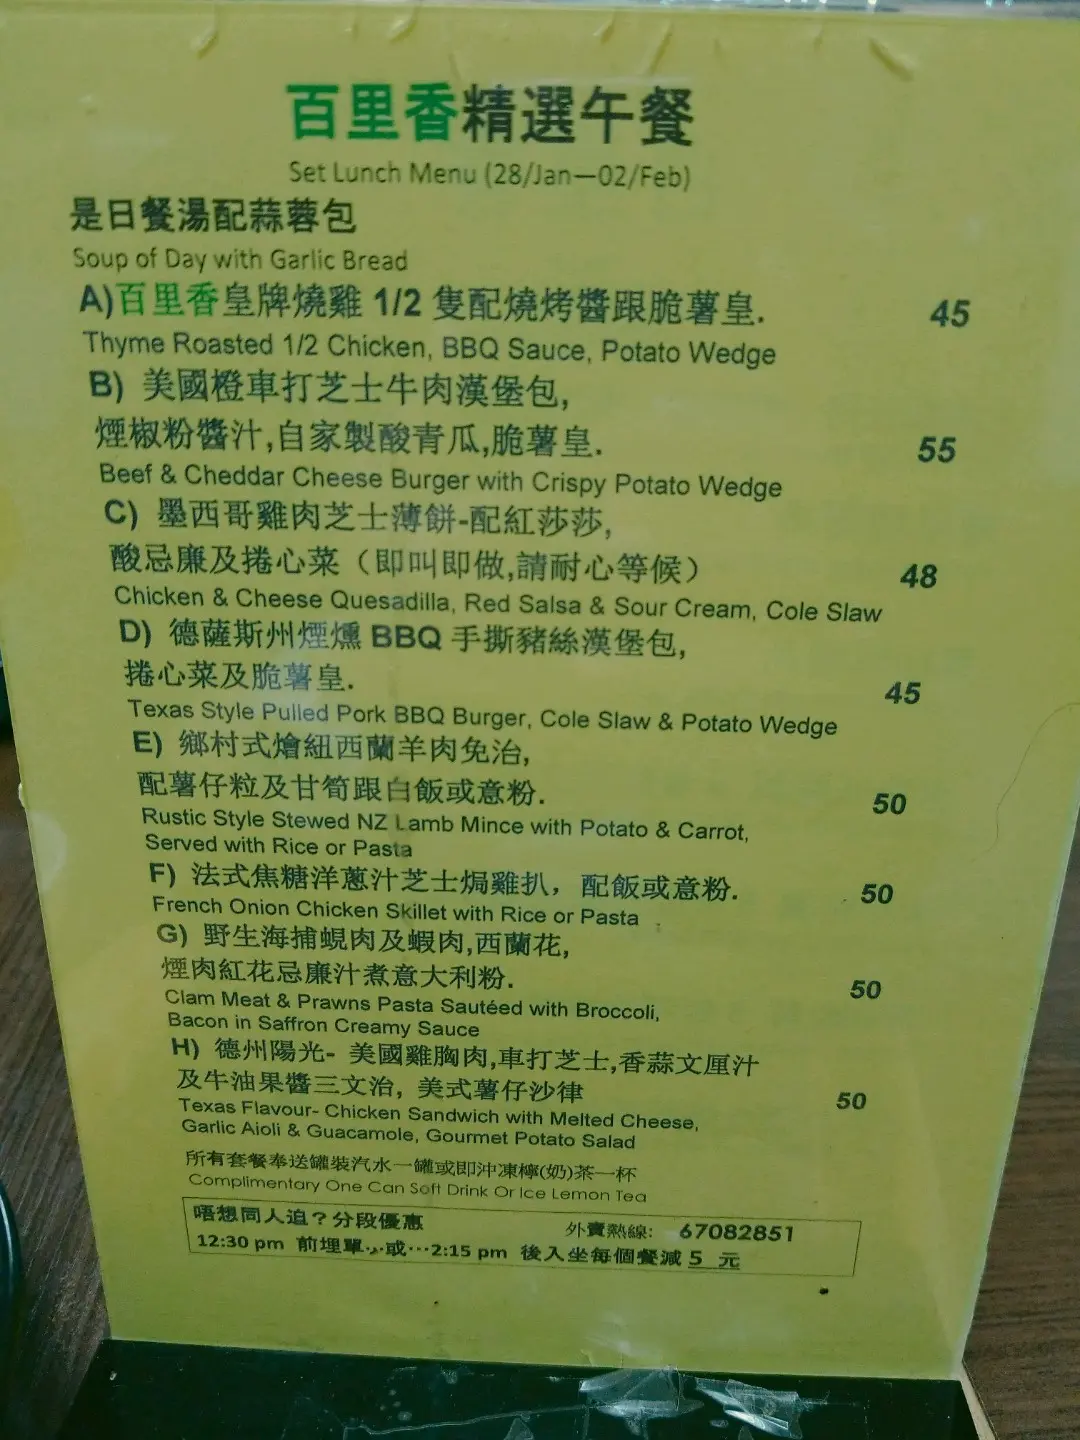 百里香精選午餐
Set Lunch Menu (28/Jan—02/Feb)
是日餐湯配蒜蓉包
Soup of Day with Garlic Bread
A)百里香皇牌燒雞 1/2 隻配燒烤醬跟脆薯皇. 45
Thyme Roasted 1/2 Chicken, BBQ Sauce, Potato Wedge
B) 美國橙車打芝士牛肉漢堡包,
煙椒粉醬汁,自家製酸青瓜,脆薯皇. 55
Beef & Cheddar Cheese Burger with Crispy Potato Wedge
C) 墨西哥雞肉芝士薄餅-配紅莎莎,
酸忌廉及捲心菜（即叫即做,請耐心等候） 48
Chicken & Cheese Quesadilla, Red Salsa & Sour Cream, Cole Slaw
D) 德薩斯州煙燻 BBQ 手撕豬絲漢堡包,
捲心菜及脆薯皇. 45
Texas Style Pulled Pork BBQ Burger, Cole Slaw & Potato Wedge
E) 鄉村式燴紐西蘭羊肉免治,
配薯仔粒及甘筍跟白飯或意粉. 50
Rustic Style Stewed NZ Lamb Mince with Potato & Carrot,
Served with Rice or Pasta
F) 法式焦糖洋蔥汁芝士焗雞扒，配飯或意粉. 50
French Onion Chicken Skillet with Rice or Pasta
G) 野生海捕蜆肉及蝦肉,西蘭花,
煙肉紅花忌廉汁煮意大利粉. 50
Clam Meat & Prawns Pasta Sautéed with Broccoli,
Bacon in Saffron Creamy Sauce
H) 德州陽光- 美國雞胸肉,車打芝士,香蒜文厘汁
及牛油果醬三文治, 美式薯仔沙律 50
Texas Flavour- Chicken Sandwich with Melted Cheese,
Garlic Aioli & Guacamole, Gourmet Potato Salad
所有套餐奉送罐裝汽水一罐或即沖凍檸(奶)茶一杯
Complimentary One Can Soft Drink Or Ice Lemon Tea
唔想同人迫？分段優惠 外賣熱線: 67082851
12:30 pm 前埋單…或…2:15 pm 後入坐每個餐減 5 元